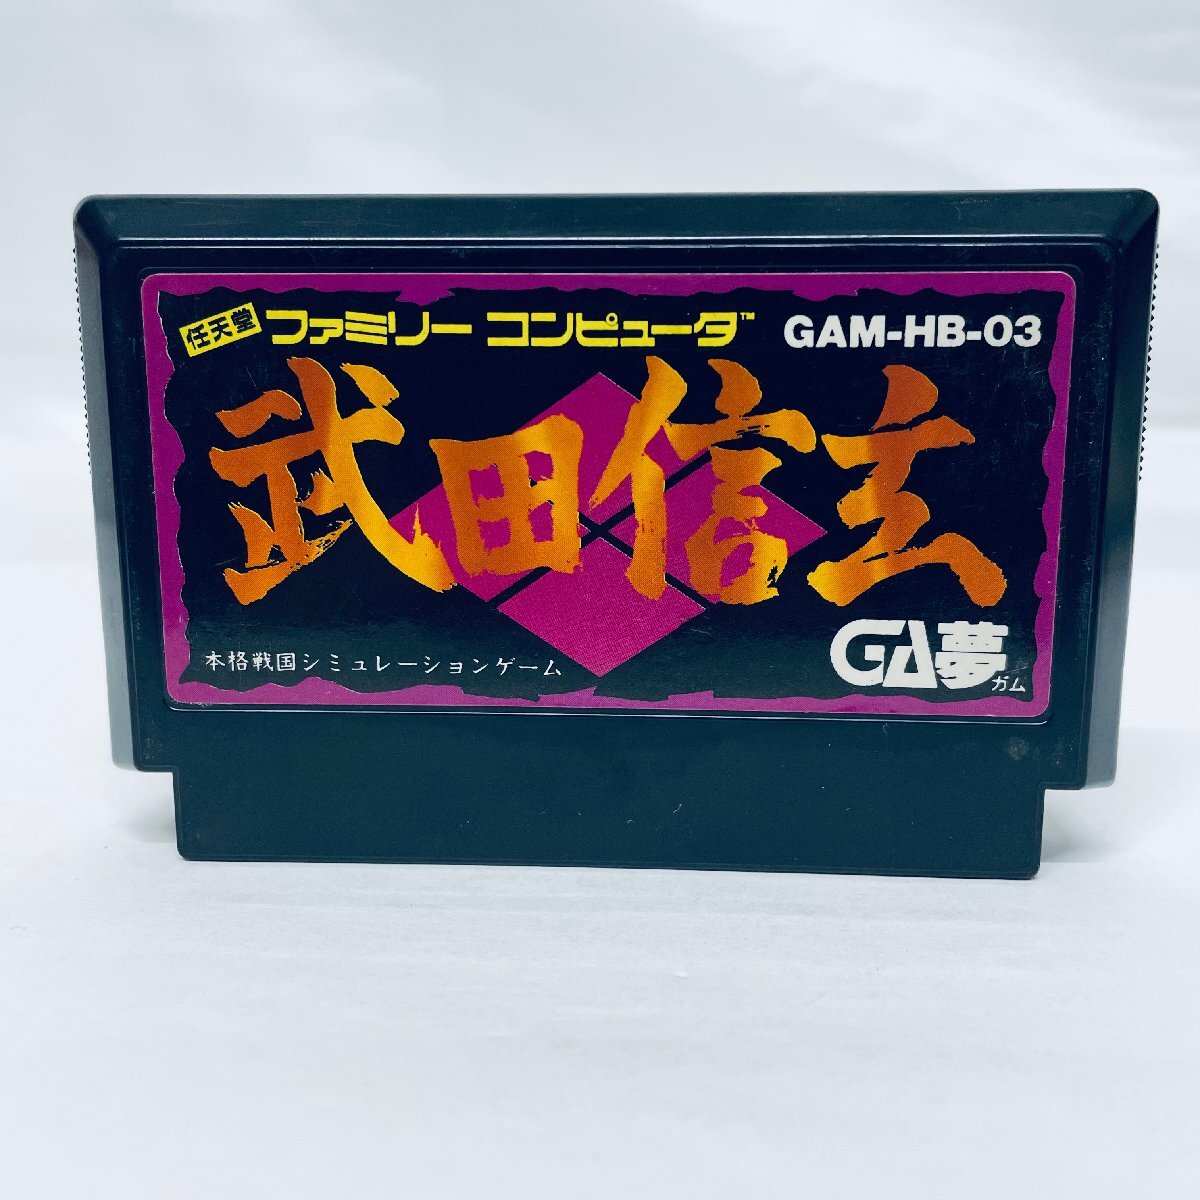 任天堂 ファミリー コンピュータ™ GAM-HB-03
武田信玄
本格戦国シミュレーションゲーム
GA夢
ガム